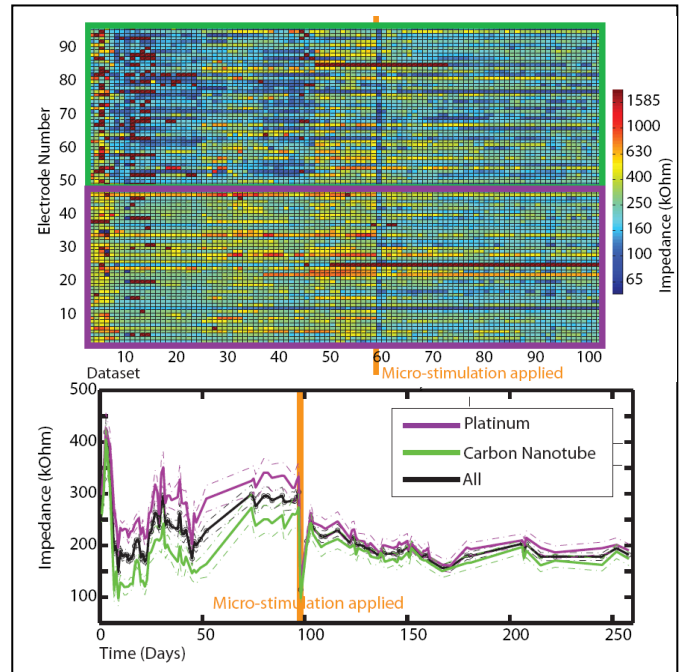 90
80
70
60
50
40
30
20
10
Electrode Number
10 20 30 40 50 60 70 80 90 100
Dataset
Micro-stimulation applied
1585
1000
630
400
250
160
100
65
Impedance (kOhm)
500
400
300
200
100
Impedance (kOhm)
Platinum
Carbon Nanotube
All
Micro-stimulation applied
0 50 100 150 200 250
Time (Days)